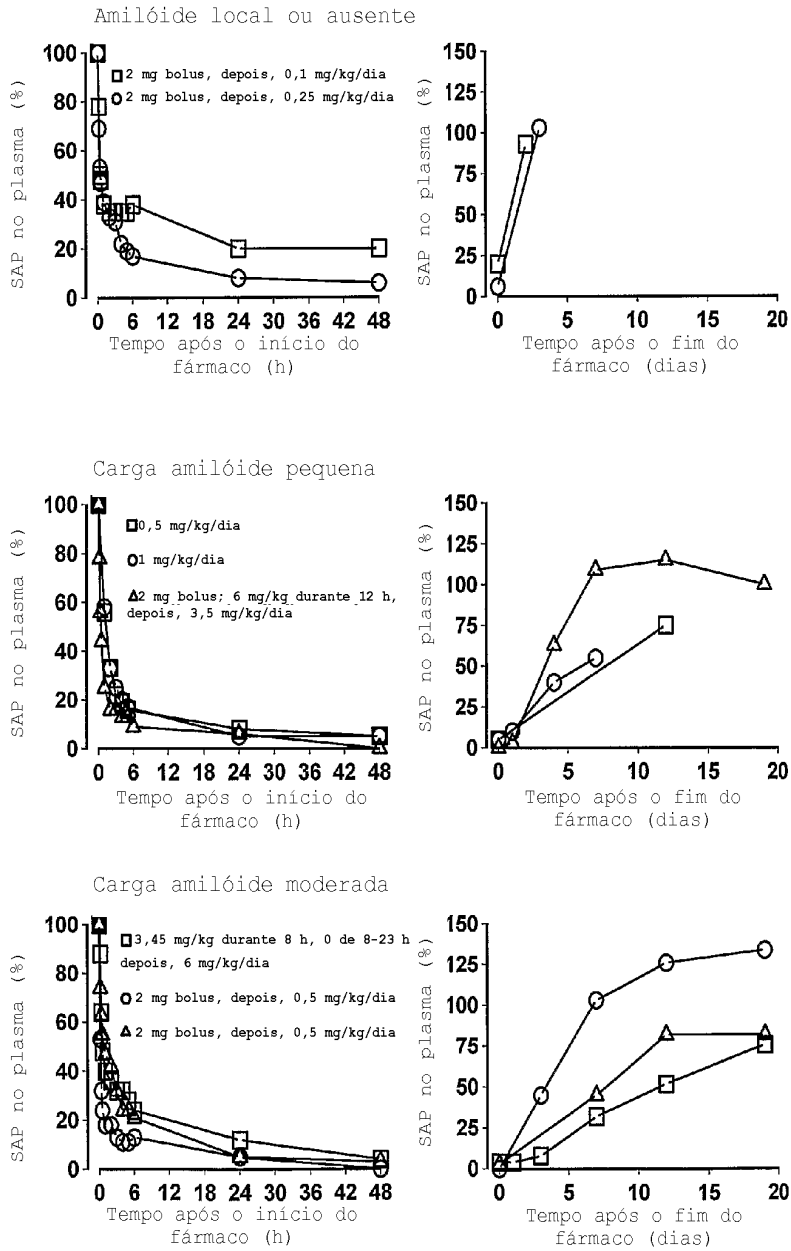 Amilóide local ou ausente
SAP no plasma (%)
100
80
60
40
20
0
2 mg bolus, depois, 0,1 mg/kg/dia
2 mg bolus, depois, 0,25 mg/kg/dia
0 6 12 18 24 30 36 42 48
Tempo após o início do
fármaco (h)
SAP no plasma (%)
150
125
100
75
50
25
0
0 5 10 15 20
Tempo após o fim do
fármaco (dias)
Carga amilóide pequena
SAP no plasma (%)
100
80
60
40
20
0
0,5 mg/kg/dia
1 mg/kg/dia
2 mg bolus; 6 mg/kg durante 12 h,
depois, 3,5 mg/kg/dia
0 6 12 18 24 30 36 42 48
Tempo após o início do
fármaco (h)
SAP no plasma (%)
150
125
100
75
50
25
0
0 5 10 15 20
Tempo após o fim do
fármaco (dias)
Carga amilóide moderada
SAP no plasma (%)
100
80
60
40
20
0
3,45 mg/kg durante 8 h, 0 de 8-23 h
depois, 6 mg/kg/dia
2 mg bolus, depois, 0,5 mg/kg/dia
2 mg bolus, depois, 0,5 mg/kg/dia
0 6 12 18 24 30 36 42 48
Tempo após o início do
fármaco (h)
SAP no plasma (%)
150
125
100
75
50
25
0
0 5 10 15 20
Tempo após o fim do
fármaco (dias)